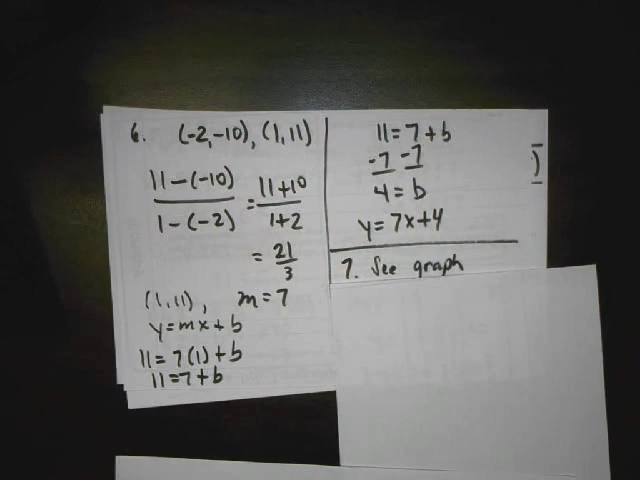 6. (-2,-10), (1,11)
11-(-10) / 1-(-2) = 11+10 / 1+2
= 21/3
(1,11), m=7
y=mx+b
11=7(1)+b
11=7+b
11=7+b
-7 -7
4=b
y=7x+4
7. See graph
)